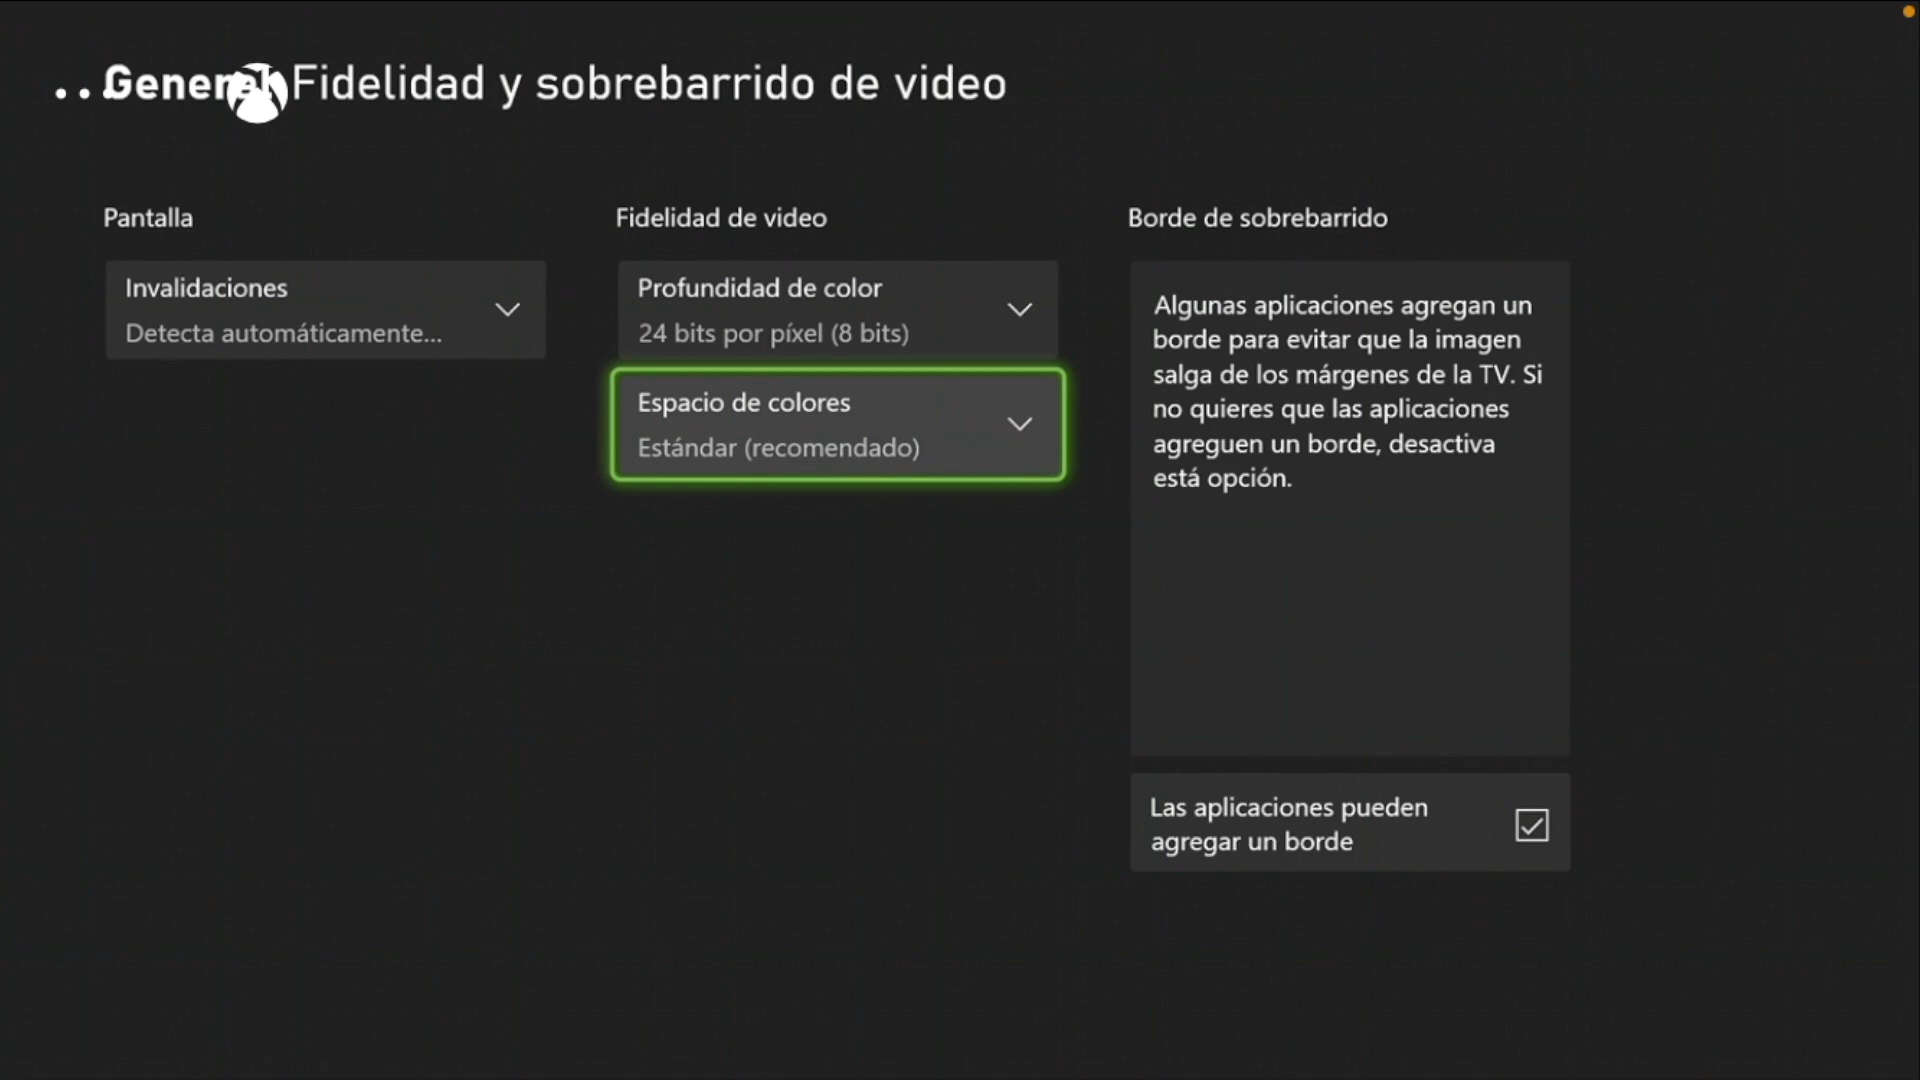 General Fidelidad y sobrebarrido de video
Pantalla
Invalidaciones
Detecta automáticamente...
Fidelidad de video
Profundidad de color
24 bits por píxel (8 bits)
Espacio de colores
Estándar (recomendado)
Borde de sobrebarrido
Algunas aplicaciones agregan un
borde para evitar que la imagen
salga de los márgenes de la TV. Si
no quieres que las aplicaciones
agreguen un borde, desactiva
está opción.
Las aplicaciones pueden
agregar un borde